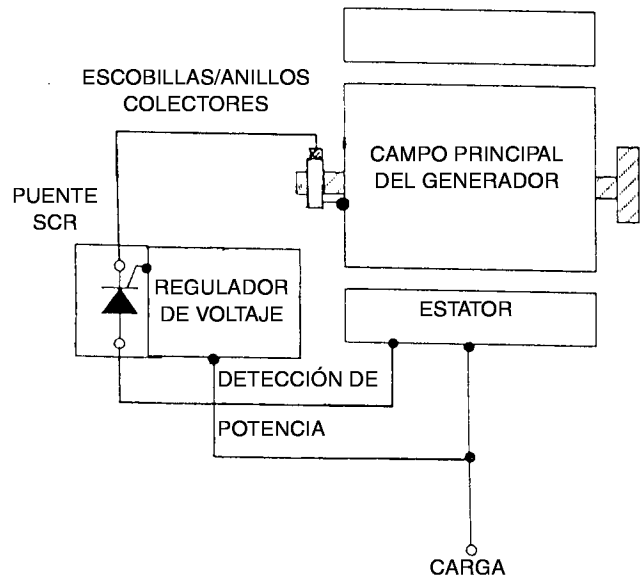 ESCOBILLAS/ANILLOS
COLECTORES
CAMPO PRINCIPAL
DEL GENERADOR
PUENTE
SCR
REGULADOR
DE VOLTAJE
ESTATOR
DETECCIÓN DE
POTENCIA
CARGA